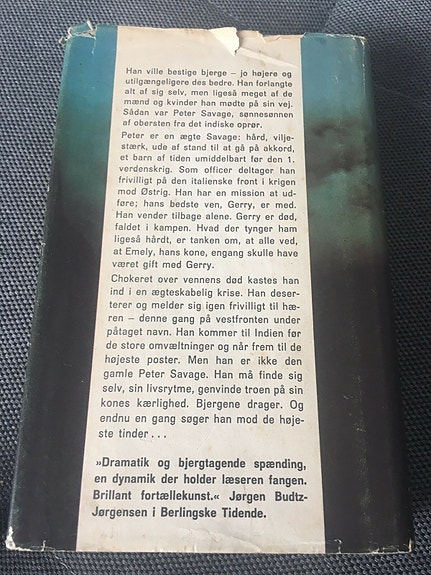 Han ville bestige bjerge – jo højere og
utilgængeligere des bedre. Han forlangte
alt af sig selv, men ligeså meget af de
mænd og kvinder han mødte på sin vej.
Sådan var Peter Savage, sønnesønnen
af obersten fra det indiske oprør.
Peter er en ægte Savage: hård, vilje-
stærk, ude af stand til at gå på akkord,
et barn af tiden umiddelbart før den 1.
verdenskrig. Som officer deltager han
frivilligt på den italienske front i krigen
mod Østrig. Han har en mission at ud-
føre; hans bedste ven, Gerry, er med.
Han vender tilbage alene. Gerry er død,
faldet i kampen. Hvad der tynger ham
ligeså hårdt, er tanken om, at alle ved,
at Emely, hans kone, engang skulle have
været gift med Gerry.
Chokeret over vennens død kastes han
ind i en ægteskabelig krise. Han deser-
terer og melder sig igen frivilligt til hæ-
ren – denne gang på vestfronten under
påtaget navn. Han kommer til Indien før
de store omvæltninger og når frem til de
højeste poster. Men han er ikke den
gamle Peter Savage. Han må finde sig
selv, sin livsrytme, genvinde troen på sin
kones kærlighed. Bjergene drager. Og
endnu en gang søger han mod de høje-
ste tinder . . .
»Dramatik og bjergtagende spænding,
en dynamik der holder læseren fangen.
Brillant fortællekunst.« Jørgen Budtz-
Jørgensen i Berlingske Tidende.